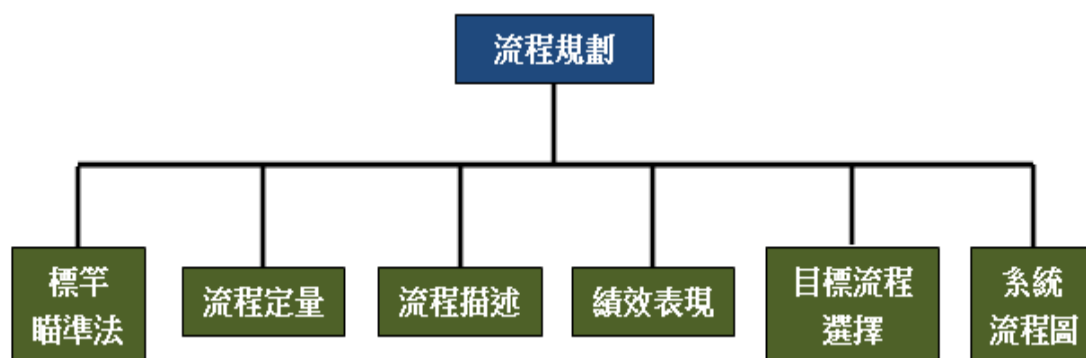 流程規劃
標竿
瞄準法
流程定量
流程描述
績效表現
目標流程
選擇
系統
流程圖